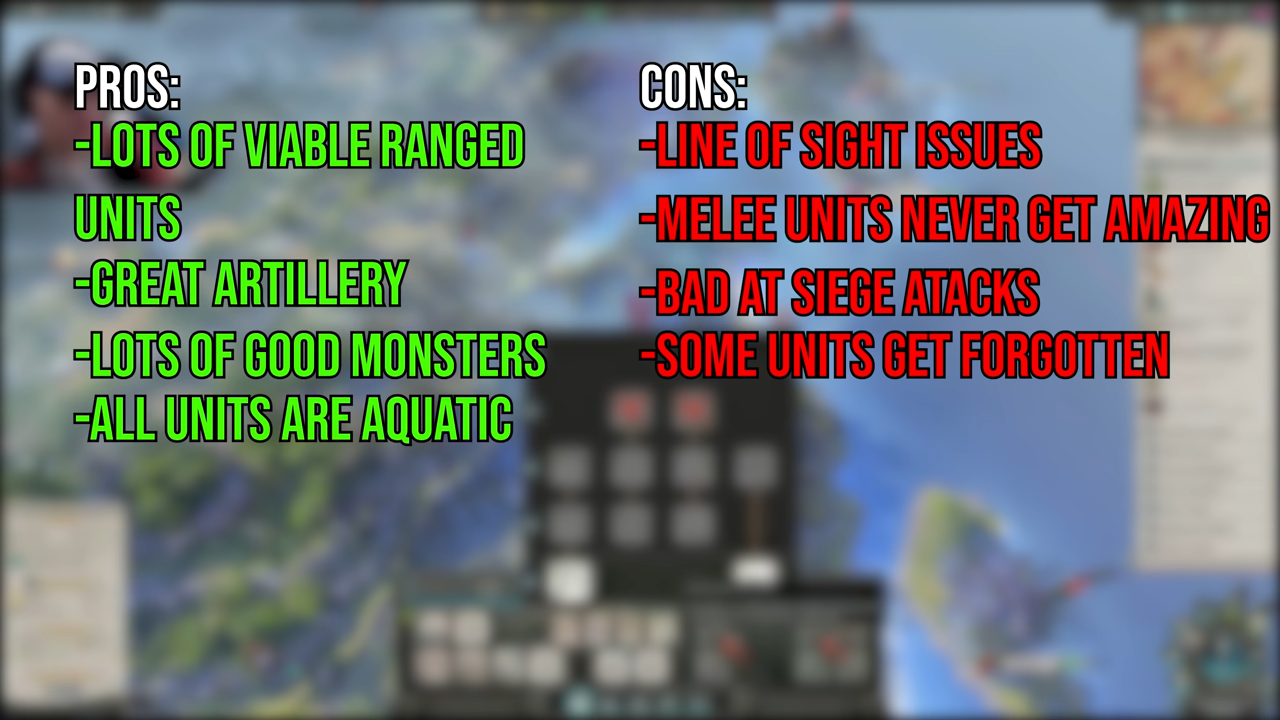 PROS:
-LOTS OF VIABLE RANGED
UNITS
-GREAT ARTILLERY
-LOTS OF GOOD MONSTERS
-ALL UNITS ARE AQUATIC
CONS:
-LINE OF SIGHT ISSUES
-MELEE UNITS NEVER GET AMAZING
-BAD AT SIEGE ATACKS
-SOME UNITS GET FORGOTTEN